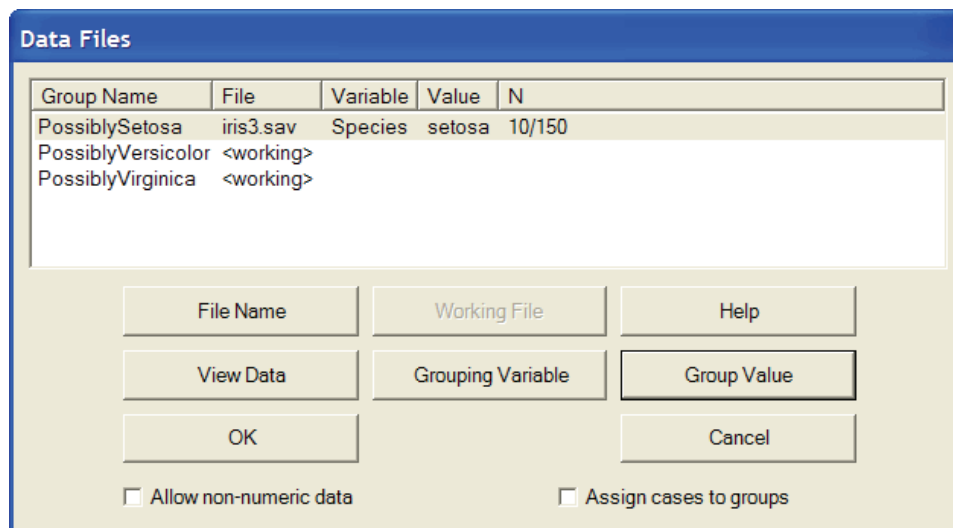 Data Files
Group Name File Variable Value N
PossiblySetosa iris3.sav Species setosa 10/150
PossiblyVersicolor <working>
PossiblyVirginica <working>
File Name Working File Help
View Data Grouping Variable Group Value
OK Cancel
Allow non-numeric data Assign cases to groups